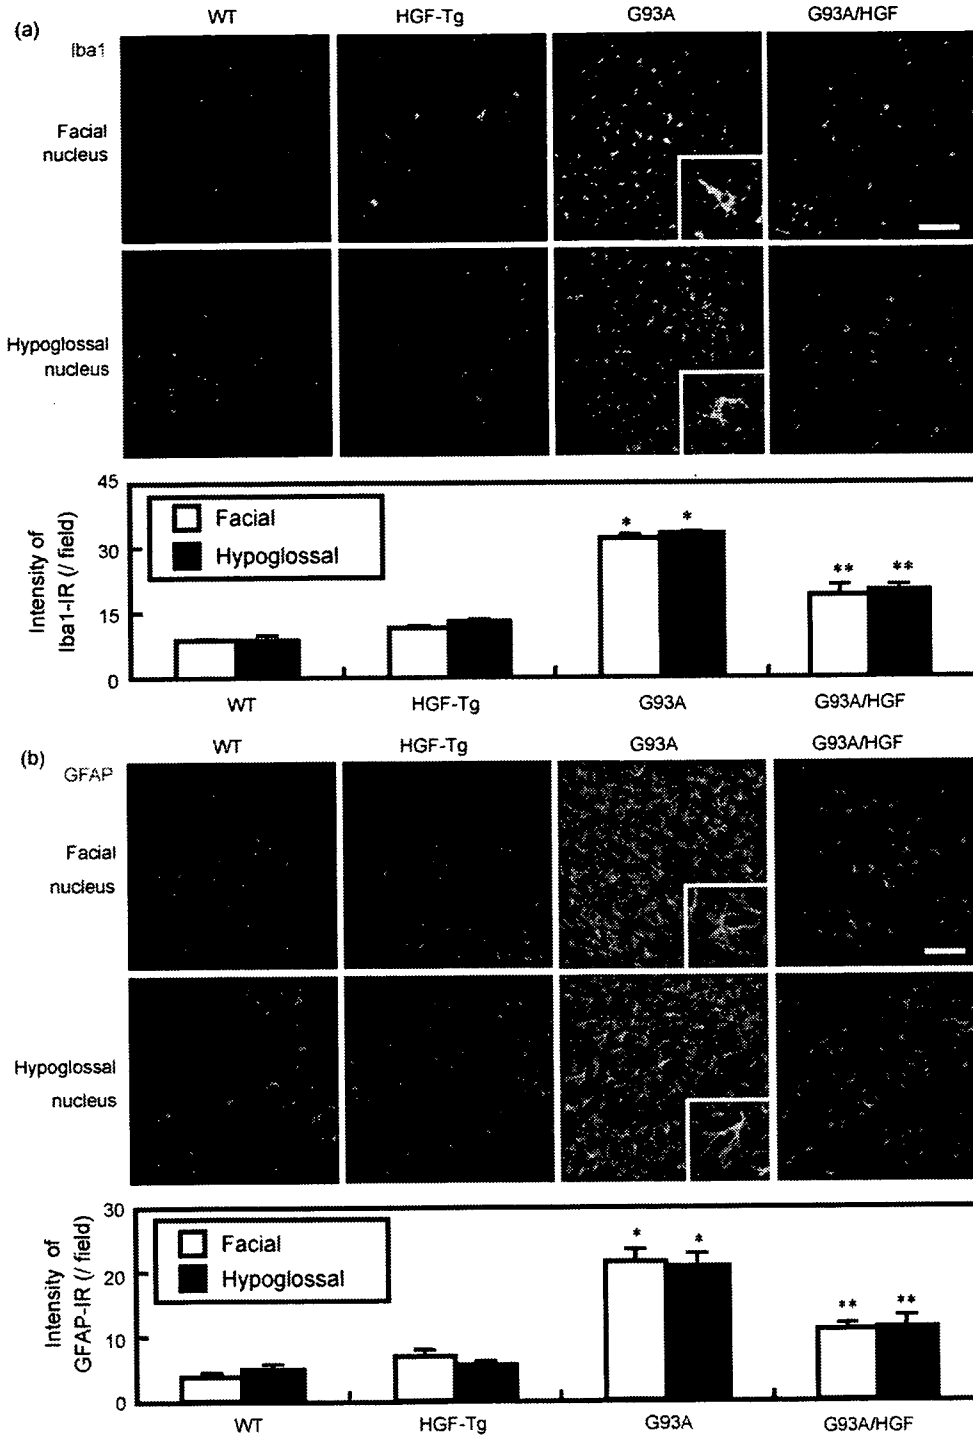 (a)
WT HGF-Tg G93A G93A/HGF
Iba1
Facial
nucleus
Hypoglossal
nucleus
Intensity of
Iba1-IR (/ field)
45
30
15
0
Facial
Hypoglossal
* *
** **
WT HGF-Tg G93A G93A/HGF
(b)
WT HGF-Tg G93A G93A/HGF
GFAP
Facial
nucleus
Hypoglossal
nucleus
Intensity of
GFAP-IR (/ field)
30
20
10
0
Facial
Hypoglossal
* *
** **
WT HGF-Tg G93A G93A/HGF